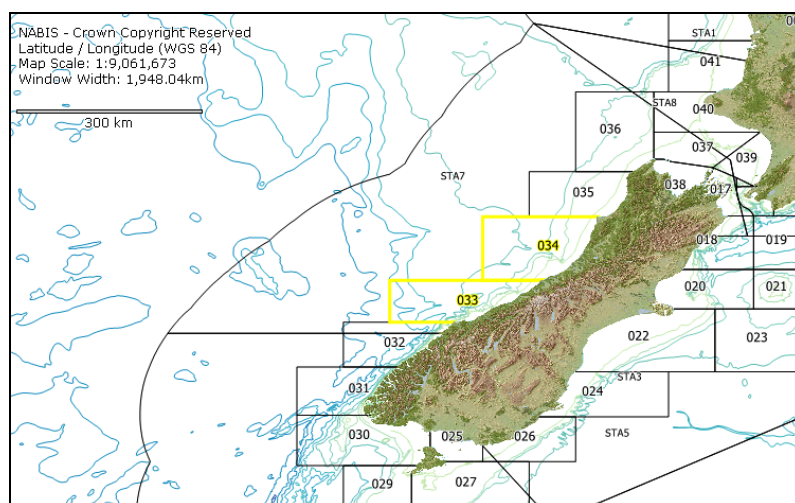 NABIS - Crown Copyright Reserved
Latitude / Longitude (WGS 84)
Map Scale: 1:9,061,673
Window Width: 1,948.04km
300 km
STA1
041
STA8
040
036
037
039
STA7
035
038
017
034
018
019
033
020
021
032
022
023
031
STA3
024
030
025
026
STA5
029
027